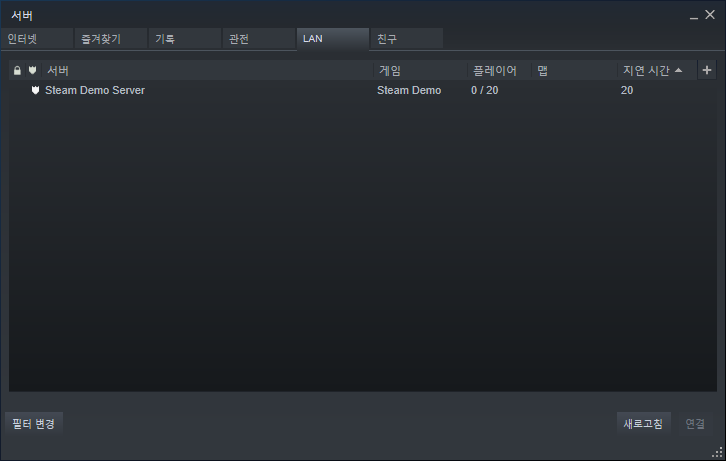 서버
인터넷 즐겨찾기 기록 관전 LAN 친구
서버 게임 플레이어 맵 지연 시간
Steam Demo Server Steam Demo 0 / 20 20
필터 변경 새로고침 연결